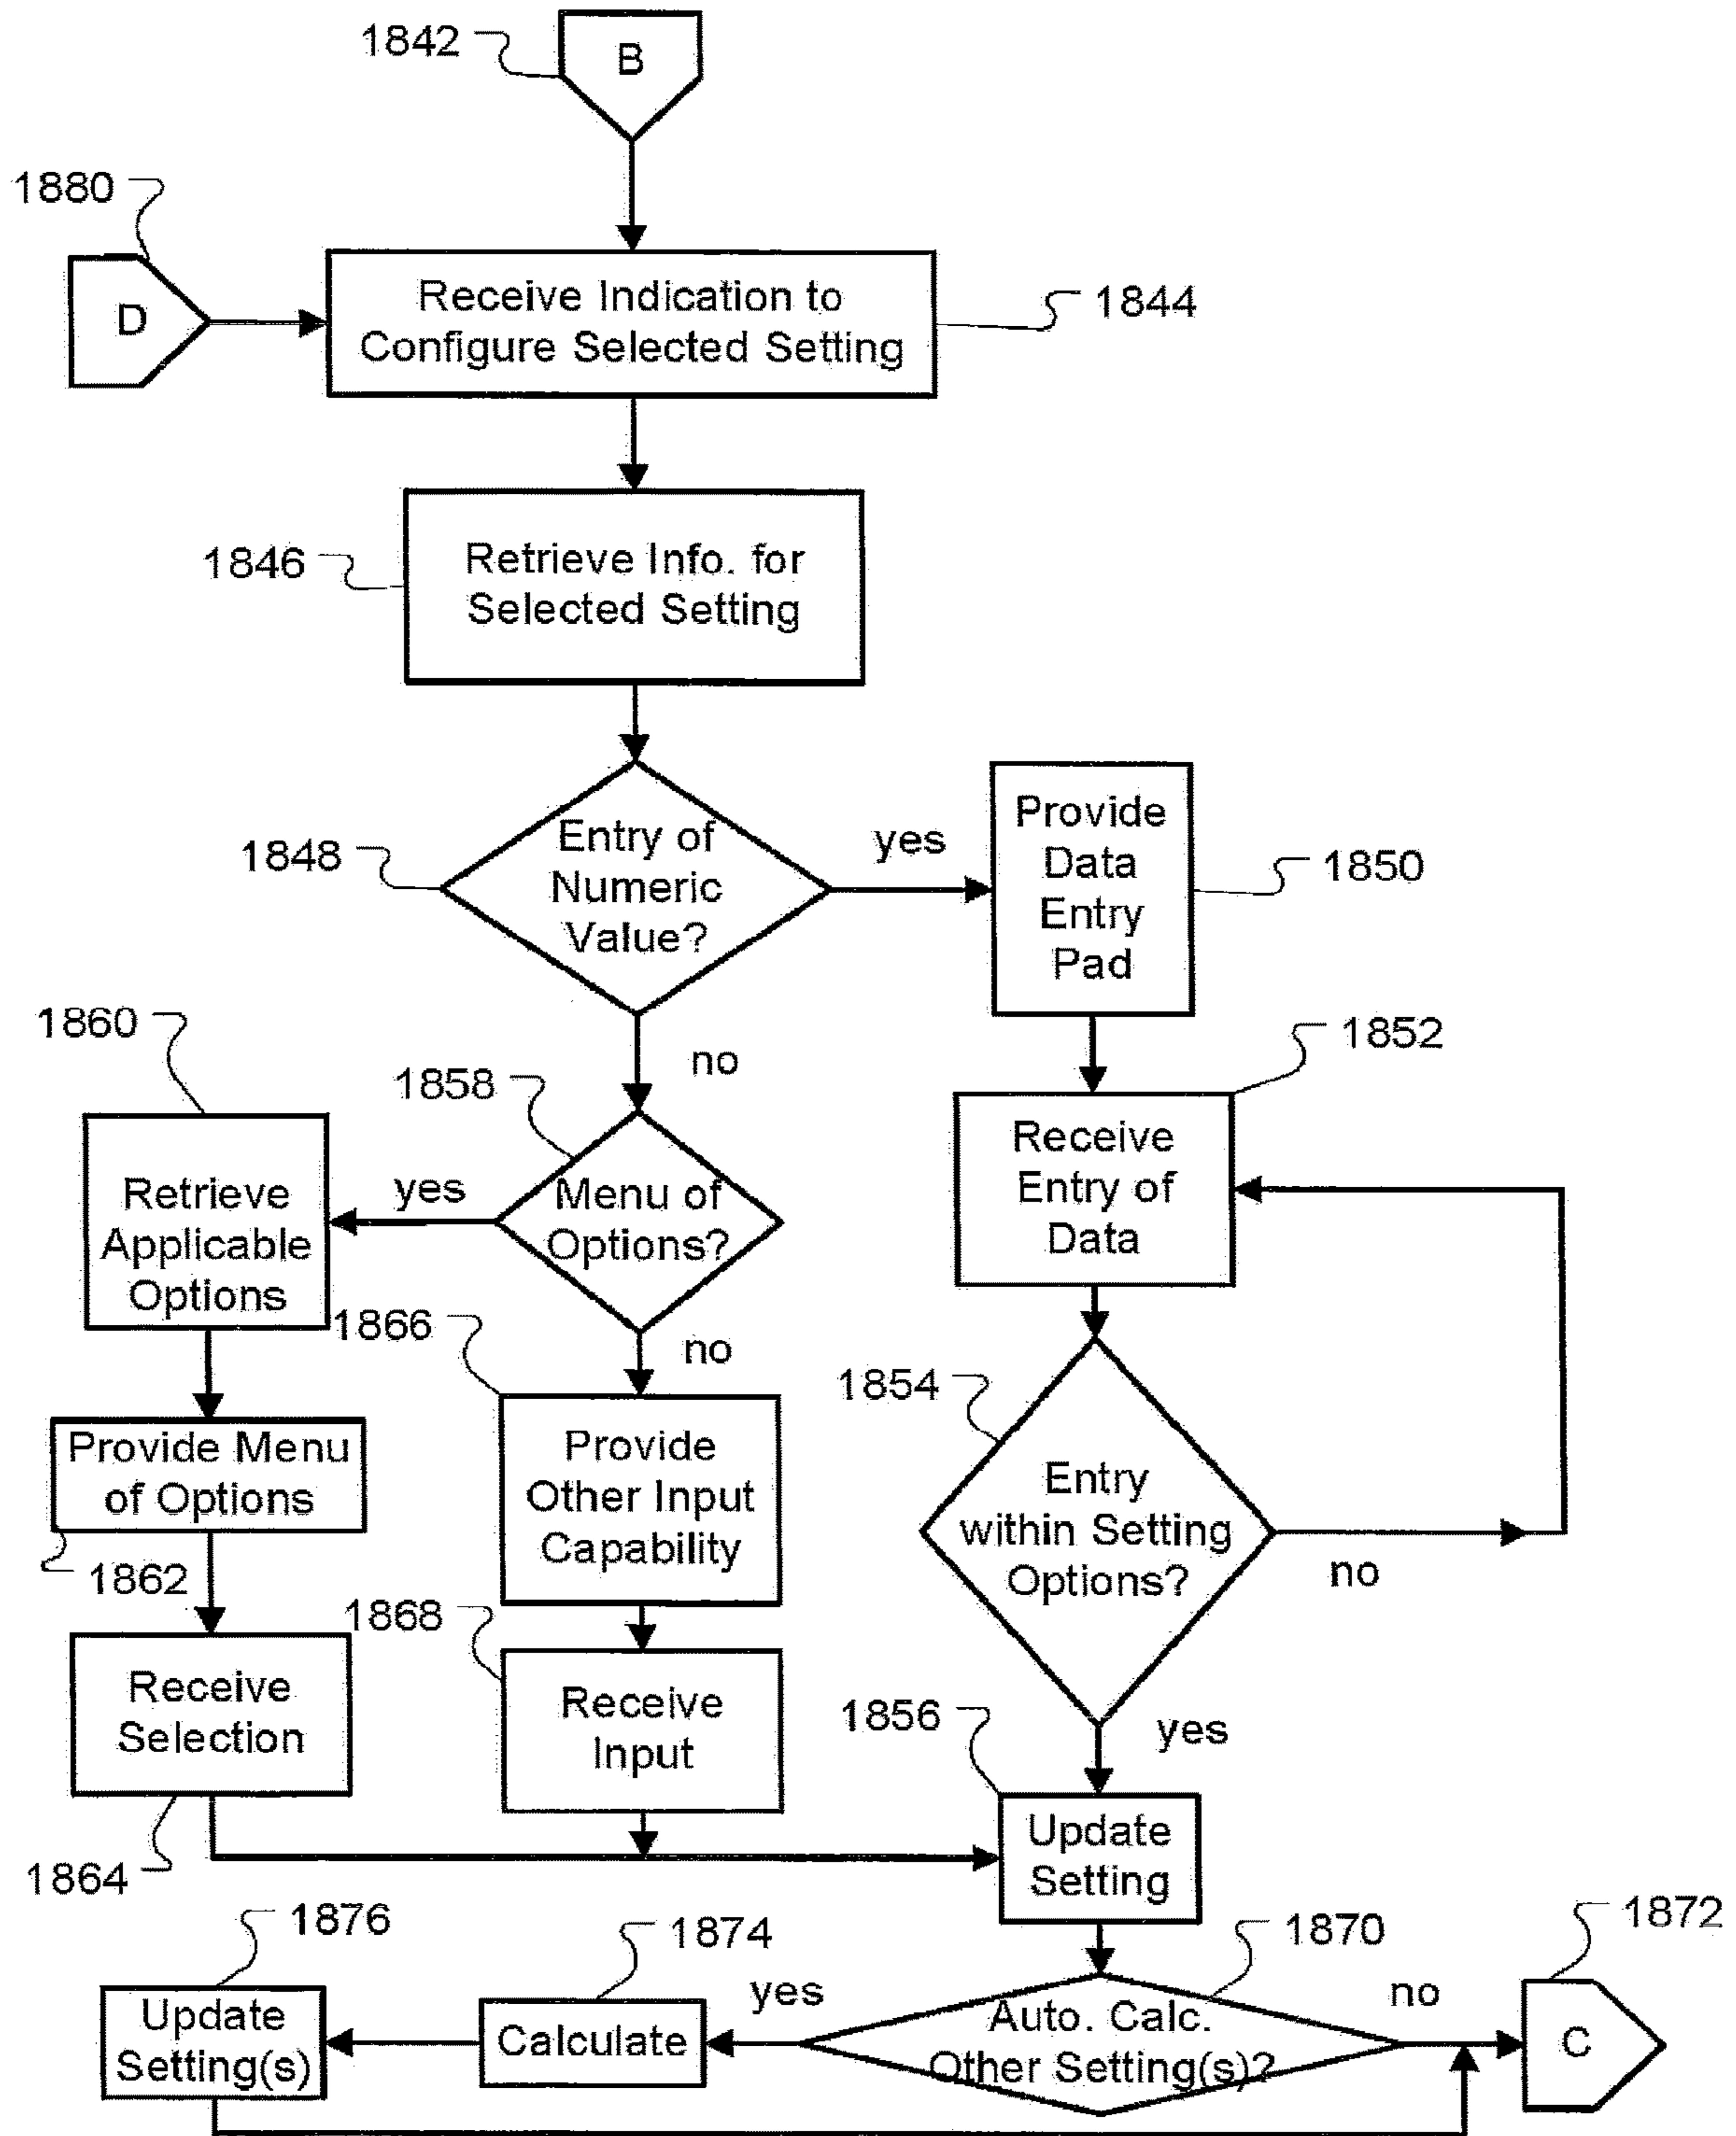 1842
B
1880
D
Receive Indication to
Configure Selected Setting
1844
1846
Retrieve Info. for
Selected Setting
1848
Entry of
Numeric
Value?
yes
Provide
Data
Entry
Pad
1850
no
1860
1858
1852
Retrieve
Applicable
Options
yes
Menu of
Options?
Receive
Entry of
Data
1866
no
1854
Provide Menu
of Options
1862
Provide
Other Input
Capability
Entry
within Setting
Options?
no
1868
Receive
Selection
1864
Receive
Input
1856
yes
Update
Setting
1876
1874
1870
1872
Update
Setting(s)
Calculate
yes
Auto. Calc.
Other Setting(s)?
no
C